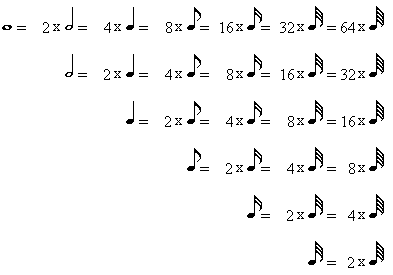 𝅝 = 2 x 𝅗𝅥 = 4 x 𝅘𝅥 = 8 x 𝅘𝅥𝅮 = 16 x 𝅘𝅥𝅯 = 32 x 𝅘𝅥𝅰 = 64 x 𝅘𝅥𝅱
𝅗𝅥 = 2 x 𝅘𝅥 = 4 x 𝅘𝅥𝅮 = 8 x 𝅘𝅥𝅯 = 16 x 𝅘𝅥𝅰 = 32 x 𝅘𝅥𝅱
𝅘𝅥 = 2 x 𝅘𝅥𝅮 = 4 x 𝅘𝅥𝅯 = 8 x 𝅘𝅥𝅰 = 16 x 𝅘𝅥𝅱
𝅘𝅥𝅮 = 2 x 𝅘𝅥𝅯 = 4 x 𝅘𝅥𝅰 = 8 x 𝅘𝅥𝅱
𝅘𝅥𝅯 = 2 x 𝅘𝅥𝅰 = 4 x 𝅘𝅥𝅱
𝅘𝅥𝅰 = 2 x 𝅘𝅥𝅱